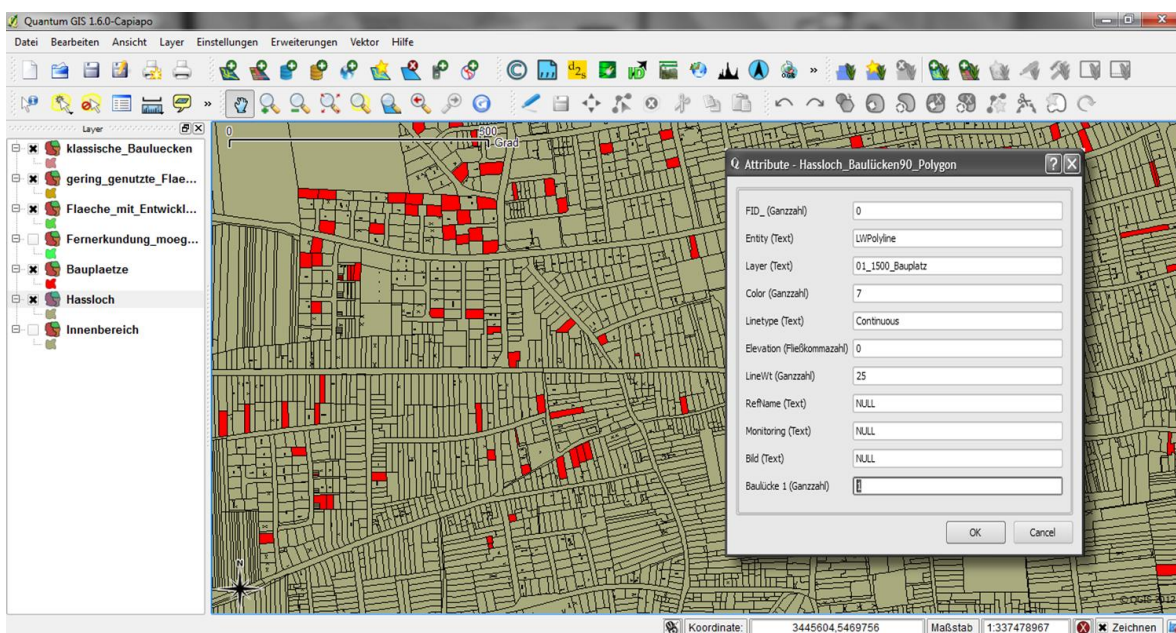 Quantum GIS 1.6.0-Capiapo
Datei Bearbeiten Ansicht Layer Einstellungen Erweiterungen Vektor Hilfe
Layer
klassische_Bauluecken
gering_genutzte_Flae...
Flaeche_mit_Entwickl...
Fernerkundung_moeg...
Bauplaetze
Hassloch
Innenbereich
0 500
Grad
N
Attribute - Hassloch_Baulücken90_Polygon
FID_ (Ganzzahl) 0
Entity (Text) LWPolyline
Layer (Text) 01_1500_Bauplatz
Color (Ganzzahl) 7
Linetype (Text) Continuous
Elevation (Fließkommazahl) 0
LineWt (Ganzzahl) 25
RefName (Text) NULL
Monitoring (Text) NULL
Bild (Text) NULL
Baulücke 1 (Ganzzahl)
OK Cancel
Koordinate: 3445604,5469756 Maßstab 1:337478967 Zeichnen